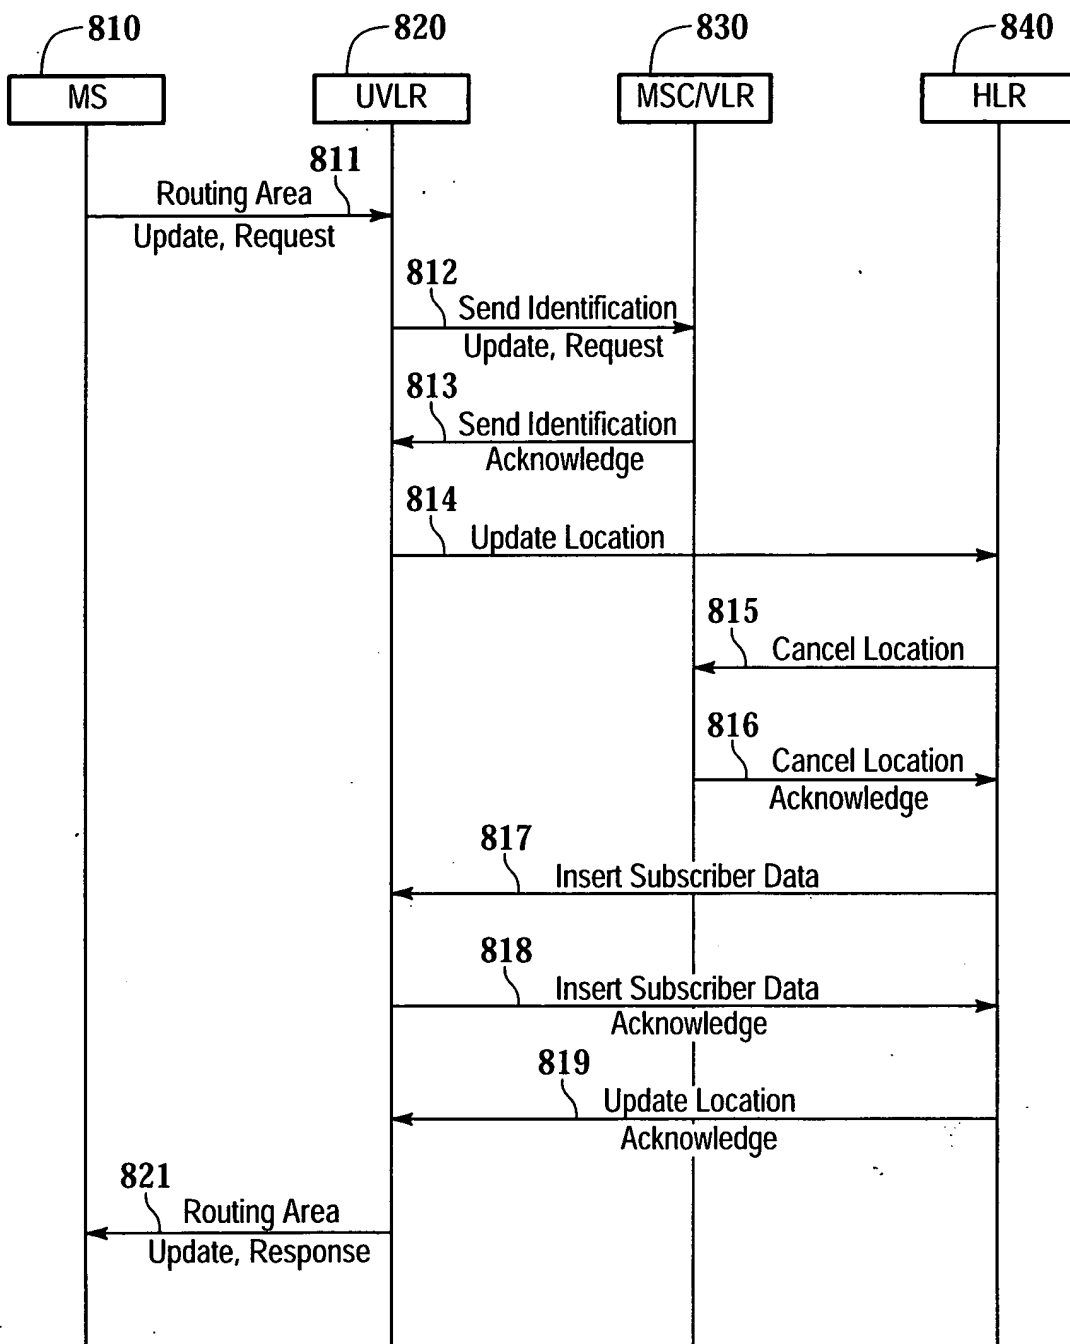 810 820 830 840
MS UVLR MSC/VLR HLR
811
Routing Area
Update, Request
812
Send Identification
Update, Request
813
Send Identification
Acknowledge
814
Update Location
815
Cancel Location
816
Cancel Location
Acknowledge
817
Insert Subscriber Data
818
Insert Subscriber Data
Acknowledge
819
Update Location
Acknowledge
821
Routing Area
Update, Response